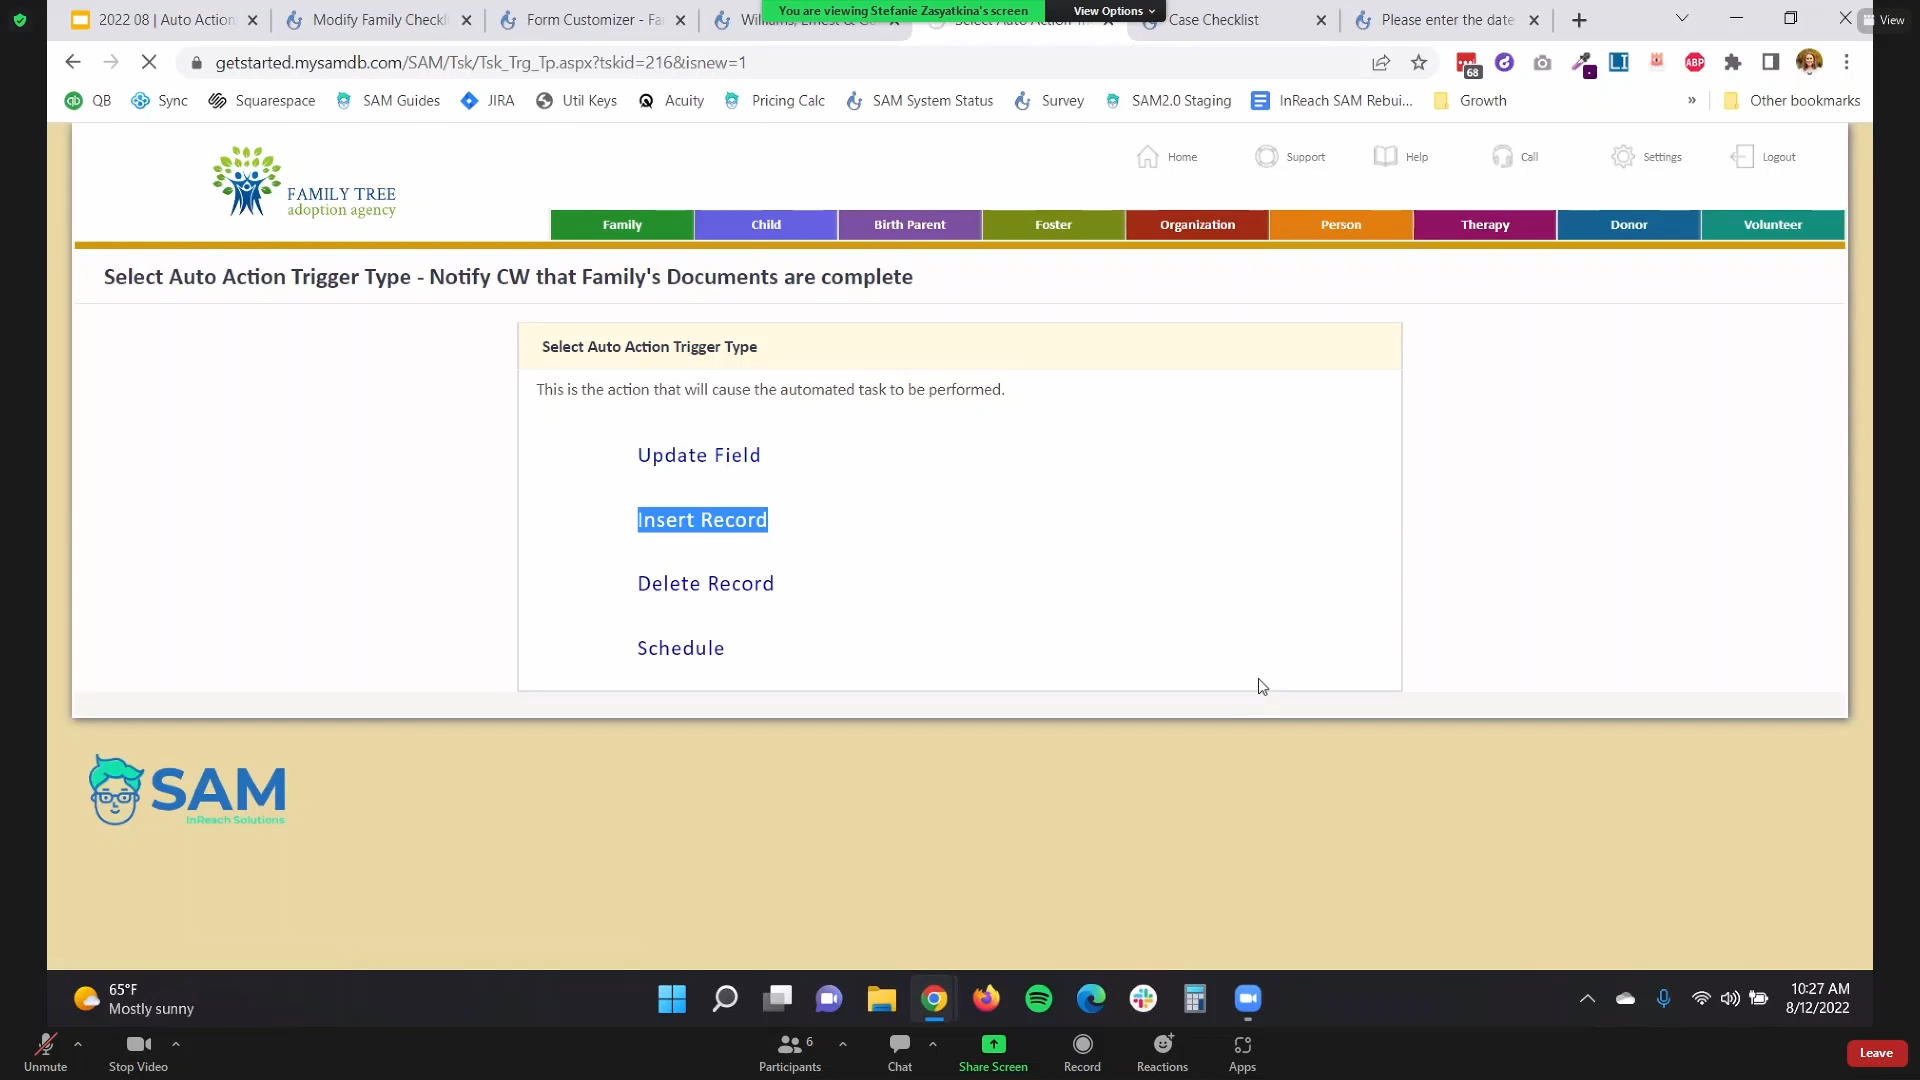 2022 08 | Auto Action
Modify Family Checkl
Form Customizer - Fa
Case Checklist
Please enter the date
You are viewing Stefanie Zasyatkina's screen
View Options
View
getstarted.mysamdb.com/SAM/Tsk/Tsk_Trg_Tp.aspx?tskid=216&isnew=1
68
LI
ABP
QB
Sync
Squarespace
SAM Guides
JIRA
Util Keys
Acuity
Pricing Calc
SAM System Status
Survey
SAM2.0 Staging
InReach SAM Rebui...
Growth
»
Other bookmarks
FAMILY TREE
adoption agency
Home
Support
Help
Call
Settings
Logout
Family
Child
Birth Parent
Foster
Organization
Person
Therapy
Donor
Volunteer
Select Auto Action Trigger Type - Notify CW that Family's Documents are complete
Select Auto Action Trigger Type
This is the action that will cause the automated task to be performed.
Update Field
Insert Record
Delete Record
Schedule
SAM
InReach Solutions
65°F
Mostly sunny
10:27 AM
8/12/2022
Unmute
Stop Video
6
Participants
Chat
Share Screen
Record
Reactions
Apps
Leave